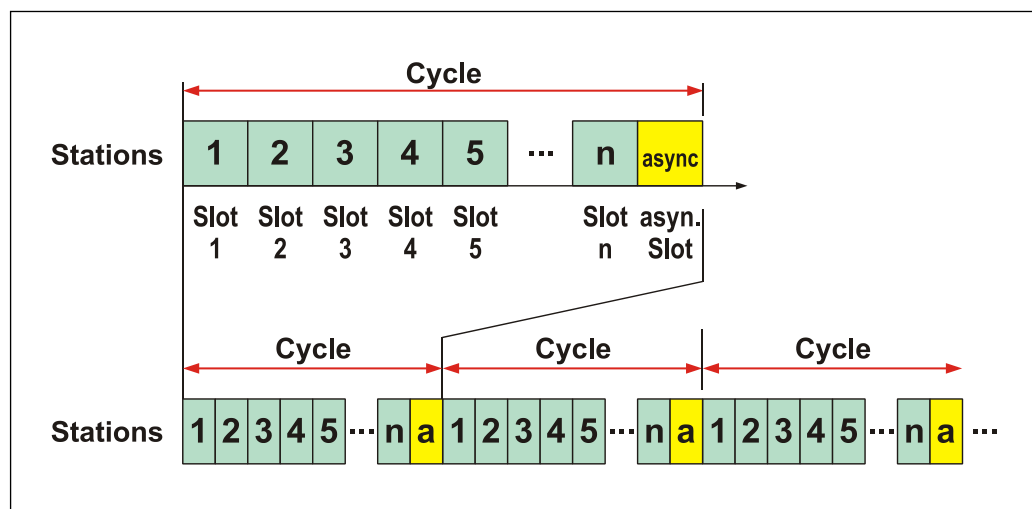 Cycle
Stations 1 2 3 4 5 ... n async
Slot 1 Slot 2 Slot 3 Slot 4 Slot 5 Slot n asyn. Slot
Cycle Cycle Cycle
Stations 1 2 3 4 5 ... n a 1 2 3 4 5 ... n a 1 2 3 4 5 ... n a ...